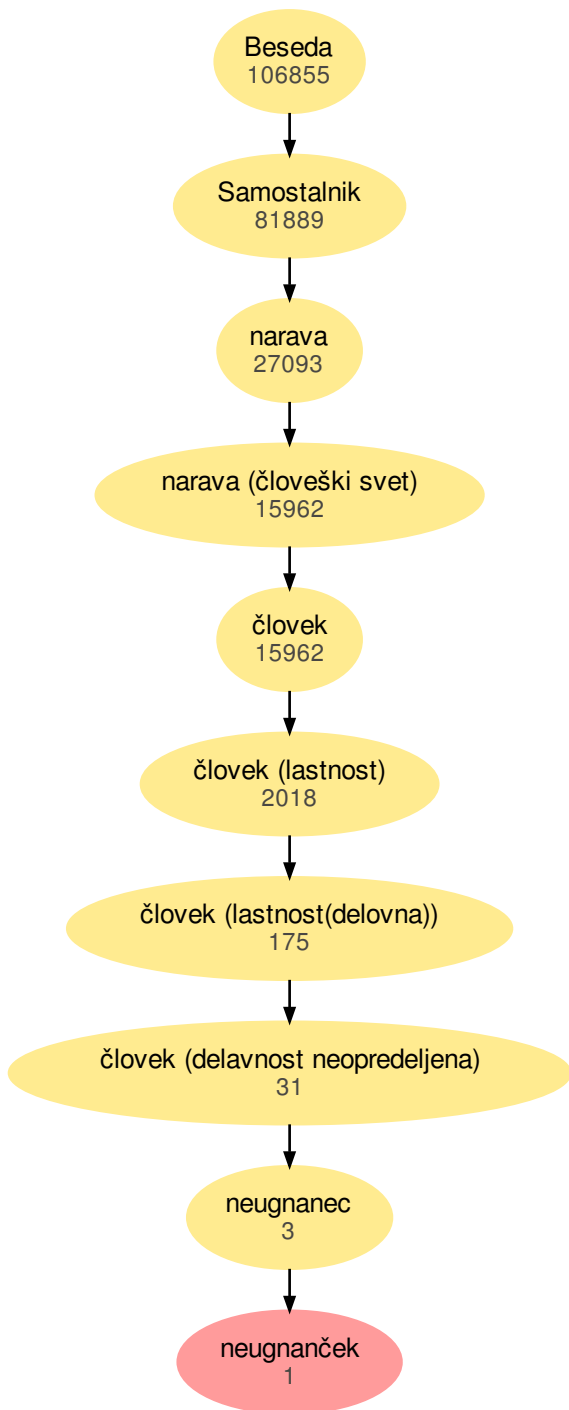 Beseda
106855
Samostalnik
81889
narava
27093
narava (človeški svet)
15962
človek
15962
človek (lastnost)
2018
človek (lastnost(delovna))
175
človek (delavnost neopredeljena)
31
neugnanec
3
neugnanček
1